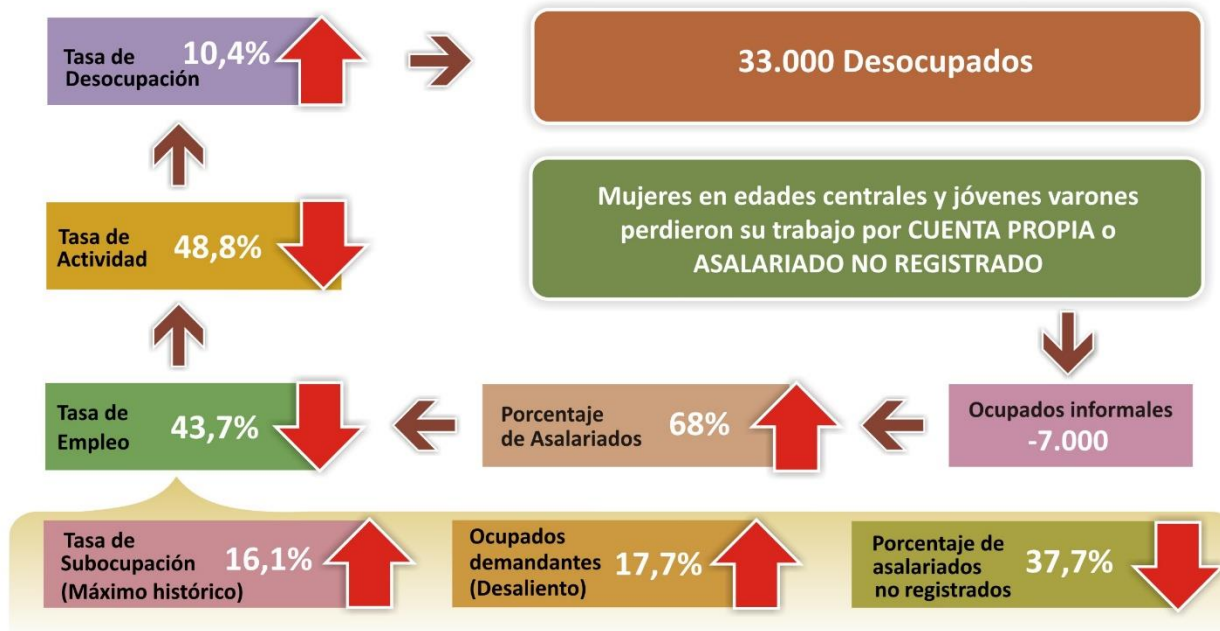 Tasa de
Desocupación
10,4%
33.000 Desocupados
Mujeres en edades centrales y jóvenes varones
perdieron su trabajo por CUENTA PROPIA o
ASALARIADO NO REGISTRADO
Tasa de
Actividad
48,8%
Tasa de
Empleo
43,7%
Porcentaje
de Asalariados
68%
Ocupados informales
-7.000
Tasa de
Subocupación
(Máximo histórico)
16,1%
Ocupados
demandantes
(Desaliento)
17,7%
Porcentaje de
asalariados
no registrados
37,7%